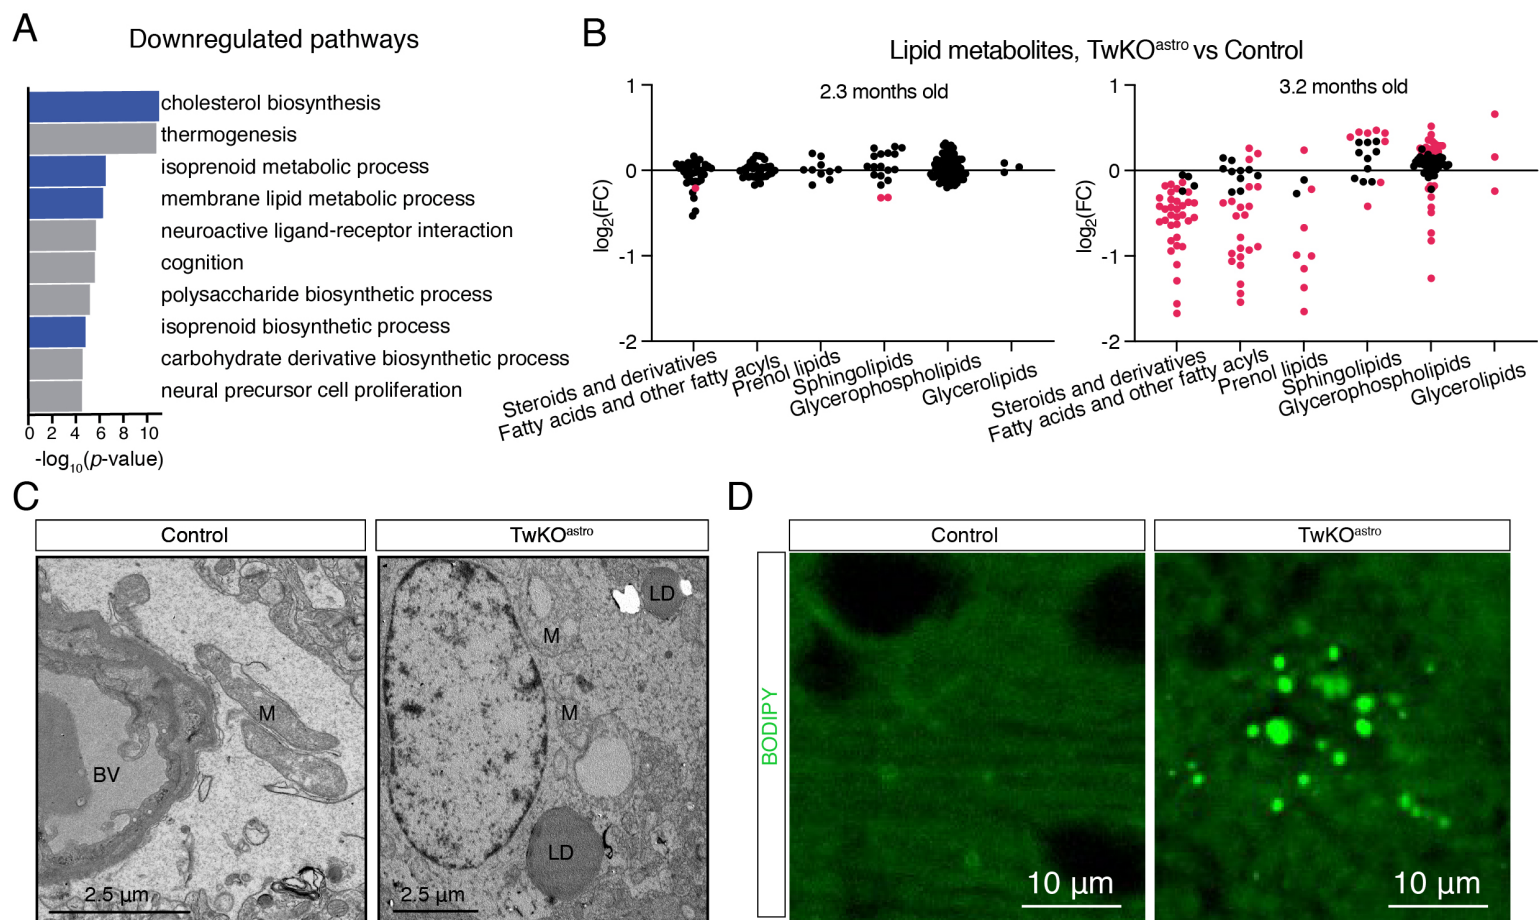 A
Downregulated pathways
cholesterol biosynthesis
thermogenesis
isoprenoid metabolic process
membrane lipid metabolic process
neuroactive ligand-receptor interaction
cognition
polysaccharide biosynthetic process
isoprenoid biosynthetic process
carbohydrate derivative biosynthetic process
neural precursor cell proliferation
0 2 4 6 8 10
-log10(p-value)
B
Lipid metabolites, TwKOastro vs Control
2.3 months old
1
0
-1
-2
log2(FC)
Steroids and derivatives
Fatty acids and other fatty acyls
Prenol lipids
Sphingolipids
Glycerophospholipids
Glycerolipids
3.2 months old
1
0
-1
-2
log2(FC)
Steroids and derivatives
Fatty acids and other fatty acyls
Prenol lipids
Sphingolipids
Glycerophospholipids
Glycerolipids
C
Control
BV
M
2.5 µm
TwKOastro
LD
M
M
LD
2.5 µm
D
Control
TwKOastro
BODIPY
10 µm
10 µm